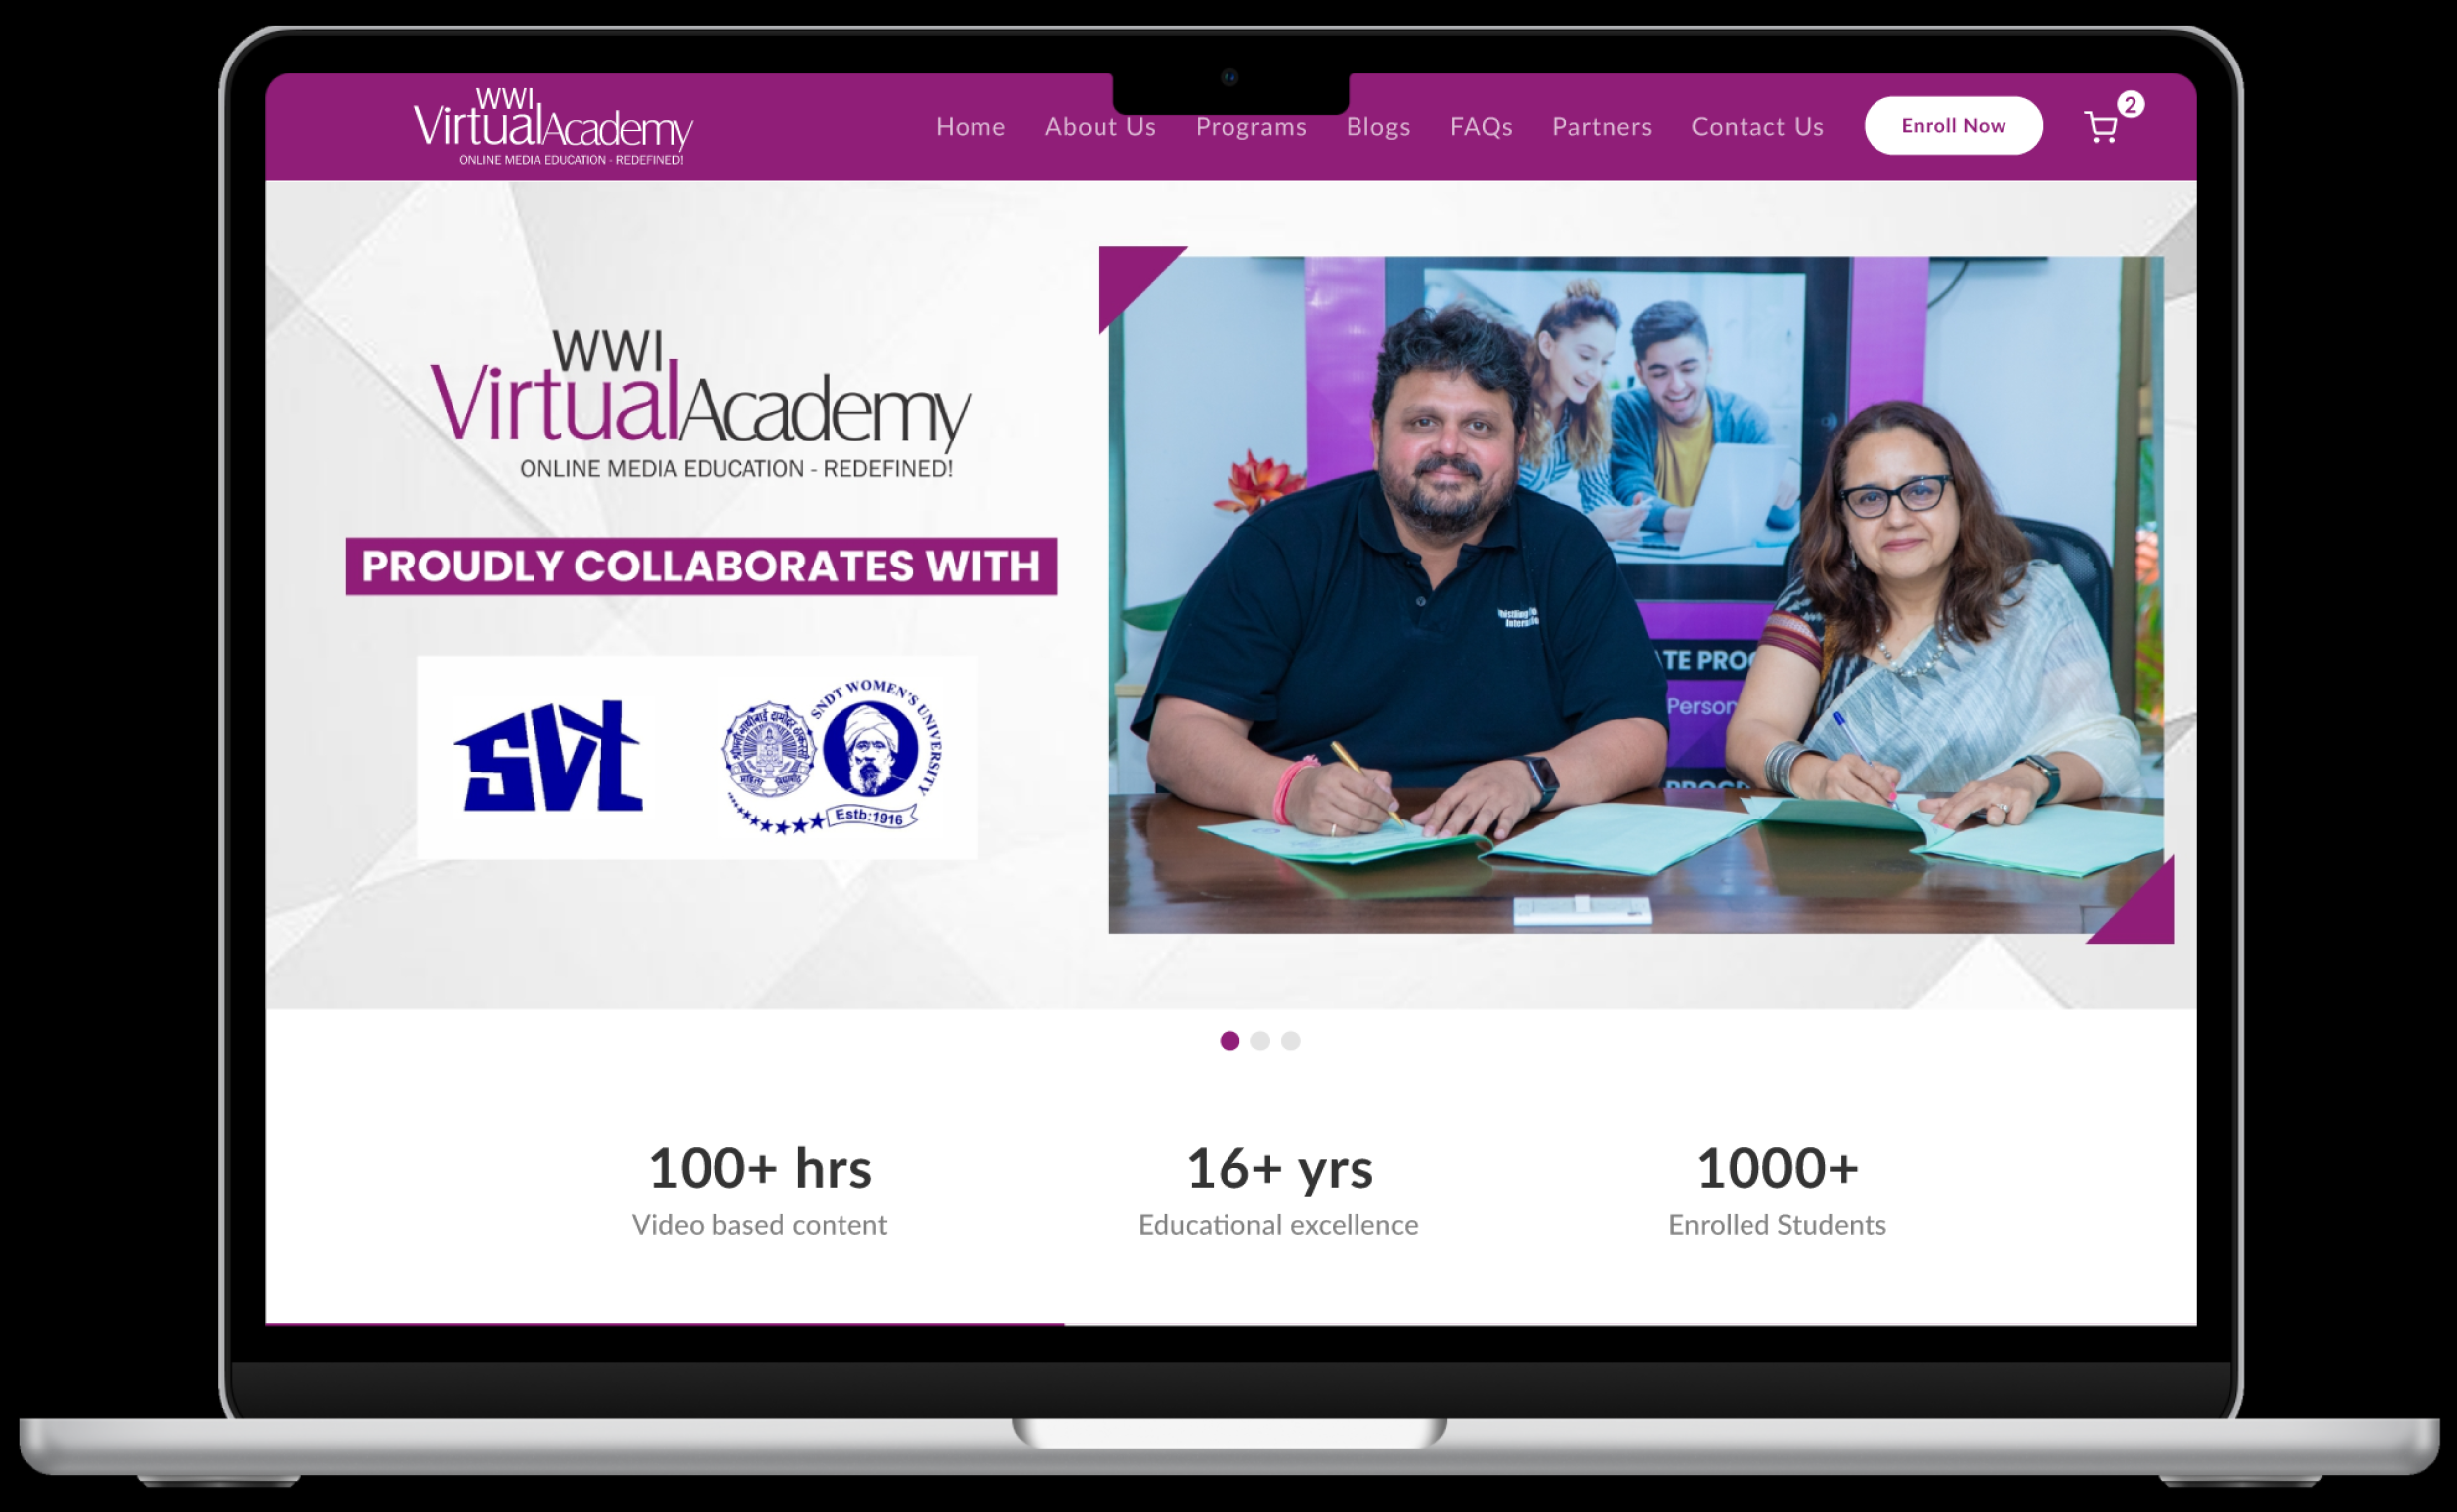 WWI
VirtualAcademy
ONLINE MEDIA EDUCATION - REDEFINED!
Home About Us Programs Blogs FAQs Partners Contact Us Enroll Now 2
WWI
VirtualAcademy
ONLINE MEDIA EDUCATION - REDEFINED!
PROUDLY COLLABORATES WITH
SVT
SNDT WOMEN'S UNIVERSITY
Estb:1916
TE PRO
Person
100+ hrs
Video based content
16+ yrs
Educational excellence
1000+
Enrolled Students